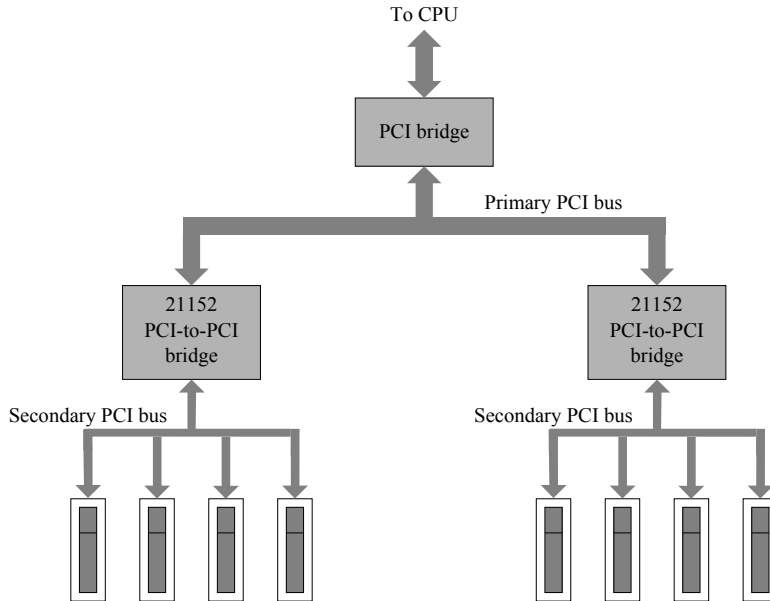 To CPU
PCI bridge
Primary PCI bus
21152
PCI-to-PCI
bridge
21152
PCI-to-PCI
bridge
Secondary PCI bus
Secondary PCI bus